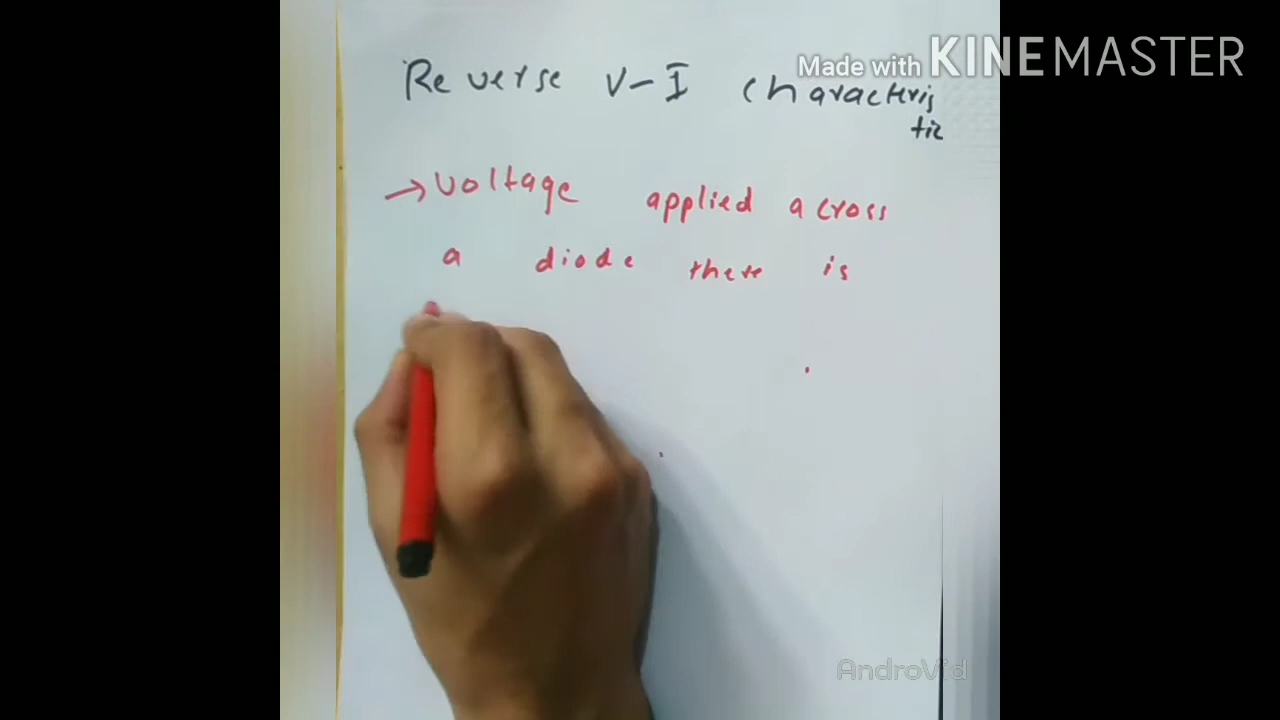 Made with KINEMASTER
Reverse V-I characteris
tic
→ voltage applied across
a diode there is
AndroVid